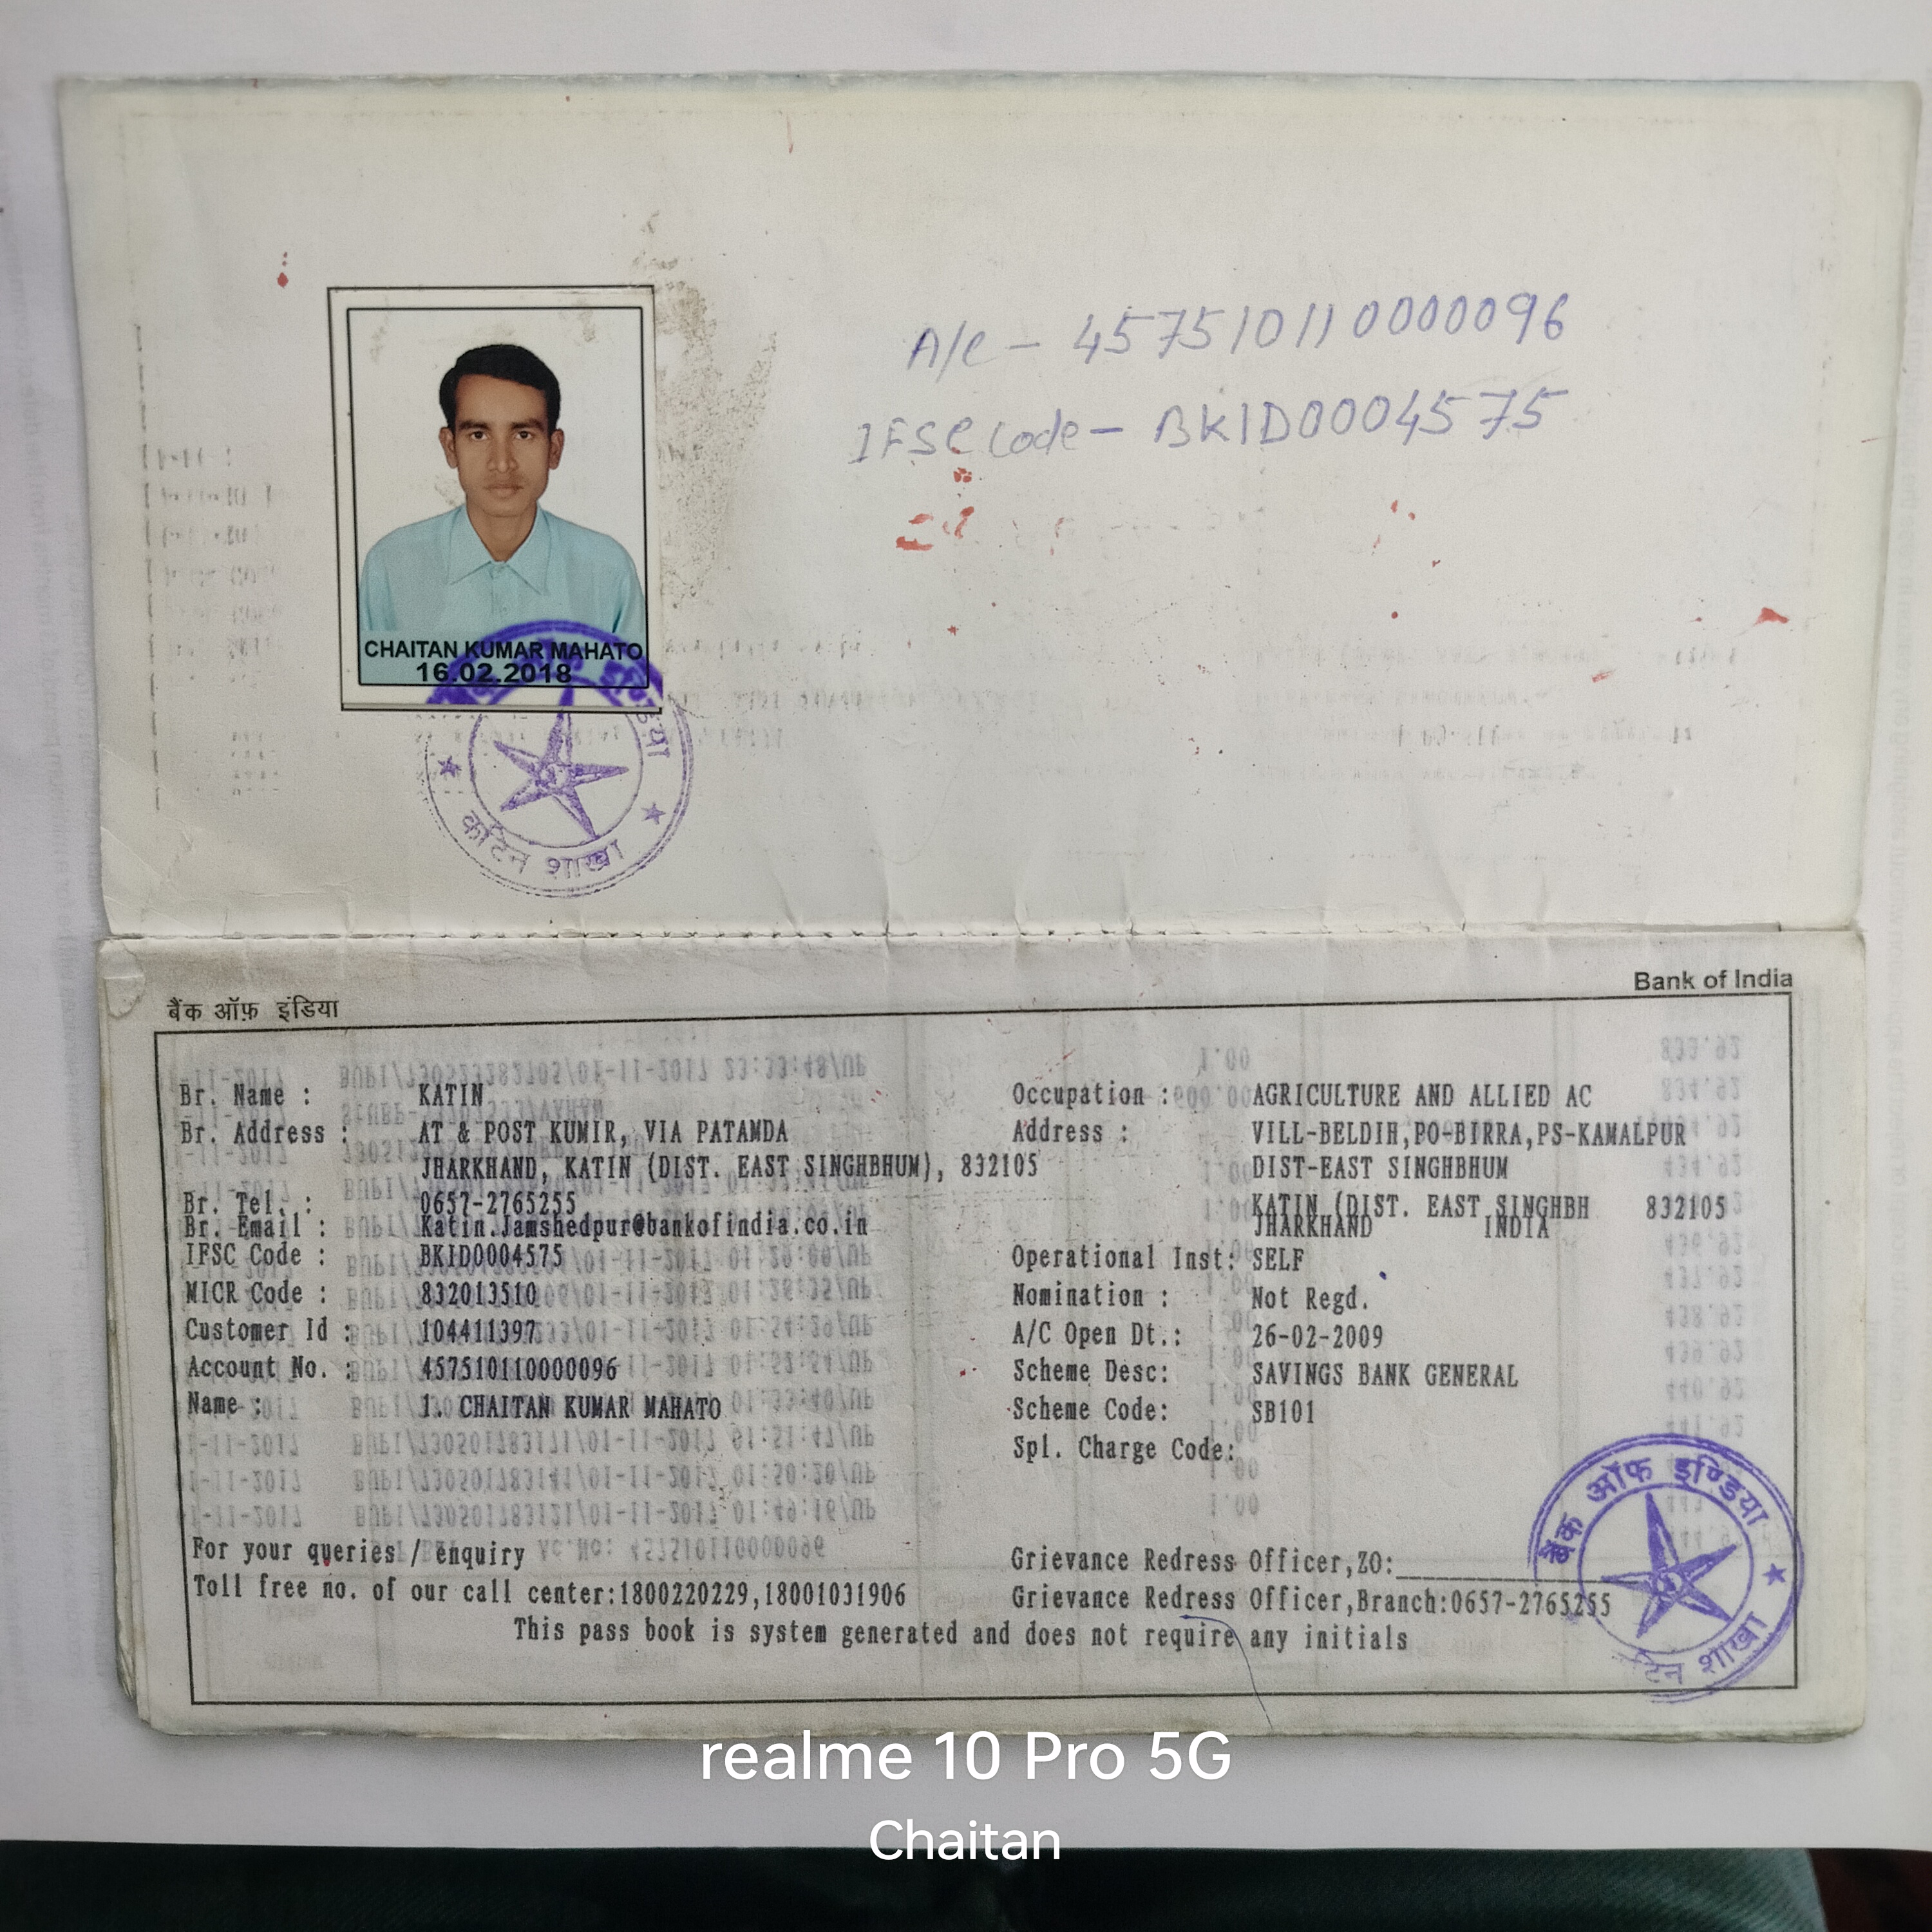 A/c - 457510110000096
IFSC Code - BKID0004575
CHAITAN KUMAR MAHATO
16.02.2018
कोटिन शाखा
बैंक ऑफ़ इंडिया
Bank of India
Br. Name : KATIN
Occupation : AGRICULTURE AND ALLIED AC
Br. Address : AT & POST KUMIR, VIA PATAMDA
Address : VILL-BELDIH,PO-BIRRA,PS-KAMALPUR
JHARKHAND, KATIN (DIST. EAST SINGHBHUM), 832105
DIST-EAST SINGHBHUM
Br. Tel. : 0657-2765255
KATIN (DIST. EAST SINGHBH 832105
Br. Email : Katin.Jamshedpur@bankofindia.co.in
JHARKHAND INDIA
IFSC Code : BKID0004575
Operational Inst: SELF
MICR Code : 832013510
Nomination : Not Regd.
Customer Id : 104411397
A/C Open Dt.: 26-02-2009
Account No. : 457510110000096
Scheme Desc: SAVINGS BANK GENERAL
Name : 1. CHAITAN KUMAR MAHATO
Scheme Code: SB101
Spl. Charge Code:
For your queries / enquiry
Grievance Redress Officer,ZO:
Toll free no. of our call center:1800220229,18001031906
Grievance Redress Officer,Branch:0657-2765255
This pass book is system generated and does not require any initials
बैंक ऑफ इण्डिया
शाखा
realme 10 Pro 5G
Chaitan